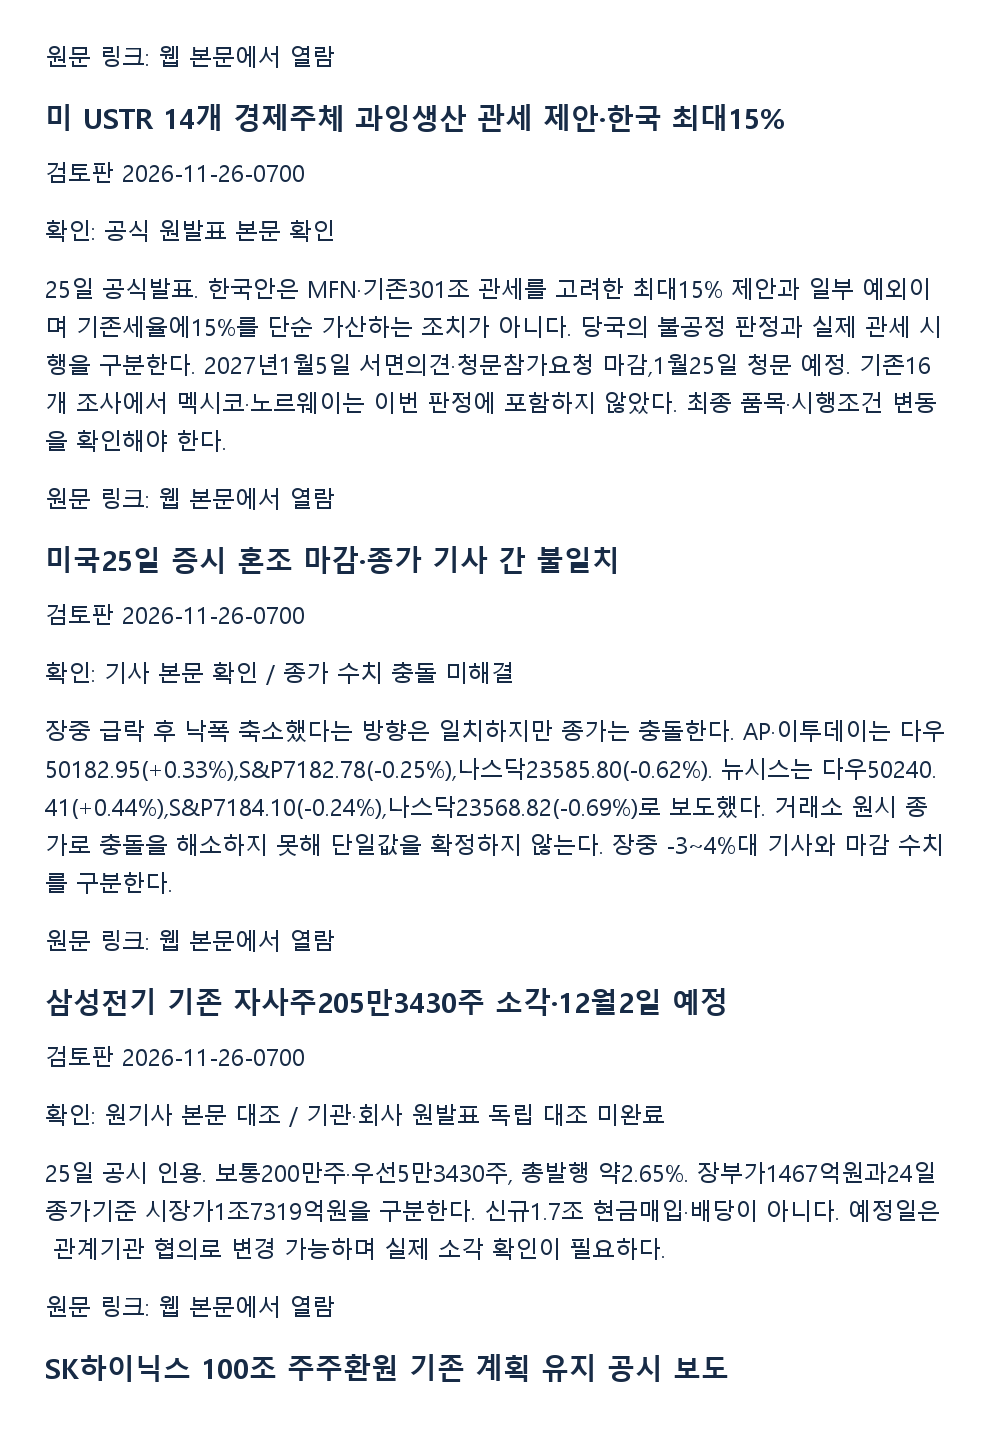 원문 링크: 웹 본문에서 열람
미 USTR 14개 경제주체 과잉생산 관세 제안·한국 최대15%
검토판 2026-11-26-0700
확인: 공식 원발표 본문 확인
25일 공식발표. 한국안은 MFN·기존301조 관세를 고려한 최대15% 제안과 일부 예외이
며 기존세율에15%를 단순 가산하는 조치가 아니다. 당국의 불공정 판정과 실제 관세 시
행을 구분한다. 2027년1월5일 서면의견·청문참가요청 마감,1월25일 청문 예정. 기존16
개 조사에서 멕시코·노르웨이는 이번 판정에 포함하지 않았다. 최종 품목·시행조건 변동
을 확인해야 한다.
원문 링크: 웹 본문에서 열람
미국25일 증시 혼조 마감·종가 기사 간 불일치
검토판 2026-11-26-0700
확인: 기사 본문 확인 / 종가 수치 충돌 미해결
장중 급락 후 낙폭 축소했다는 방향은 일치하지만 종가는 충돌한다. AP·이투데이는 다우
50182.95(+0.33%),S&P7182.78(-0.25%),나스닥23585.80(-0.62%). 뉴시스는 다우50240.
41(+0.44%),S&P7184.10(-0.24%),나스닥23568.82(-0.69%)로 보도했다. 거래소 원시 종
가로 충돌을 해소하지 못해 단일값을 확정하지 않는다. 장중 -3~4%대 기사와 마감 수치
를 구분한다.
원문 링크: 웹 본문에서 열람
삼성전기 기존 자사주205만3430주 소각·12월2일 예정
검토판 2026-11-26-0700
확인: 원기사 본문 대조 / 기관·회사 원발표 독립 대조 미완료
25일 공시 인용. 보통200만주·우선5만3430주, 총발행 약2.65%. 장부가1467억원과24일
종가기준 시장가1조7319억원을 구분한다. 신규1.7조 현금매입·배당이 아니다. 예정일은
관계기관 협의로 변경 가능하며 실제 소각 확인이 필요하다.
원문 링크: 웹 본문에서 열람
SK하이닉스 100조 주주환원 기존 계획 유지 공시 보도